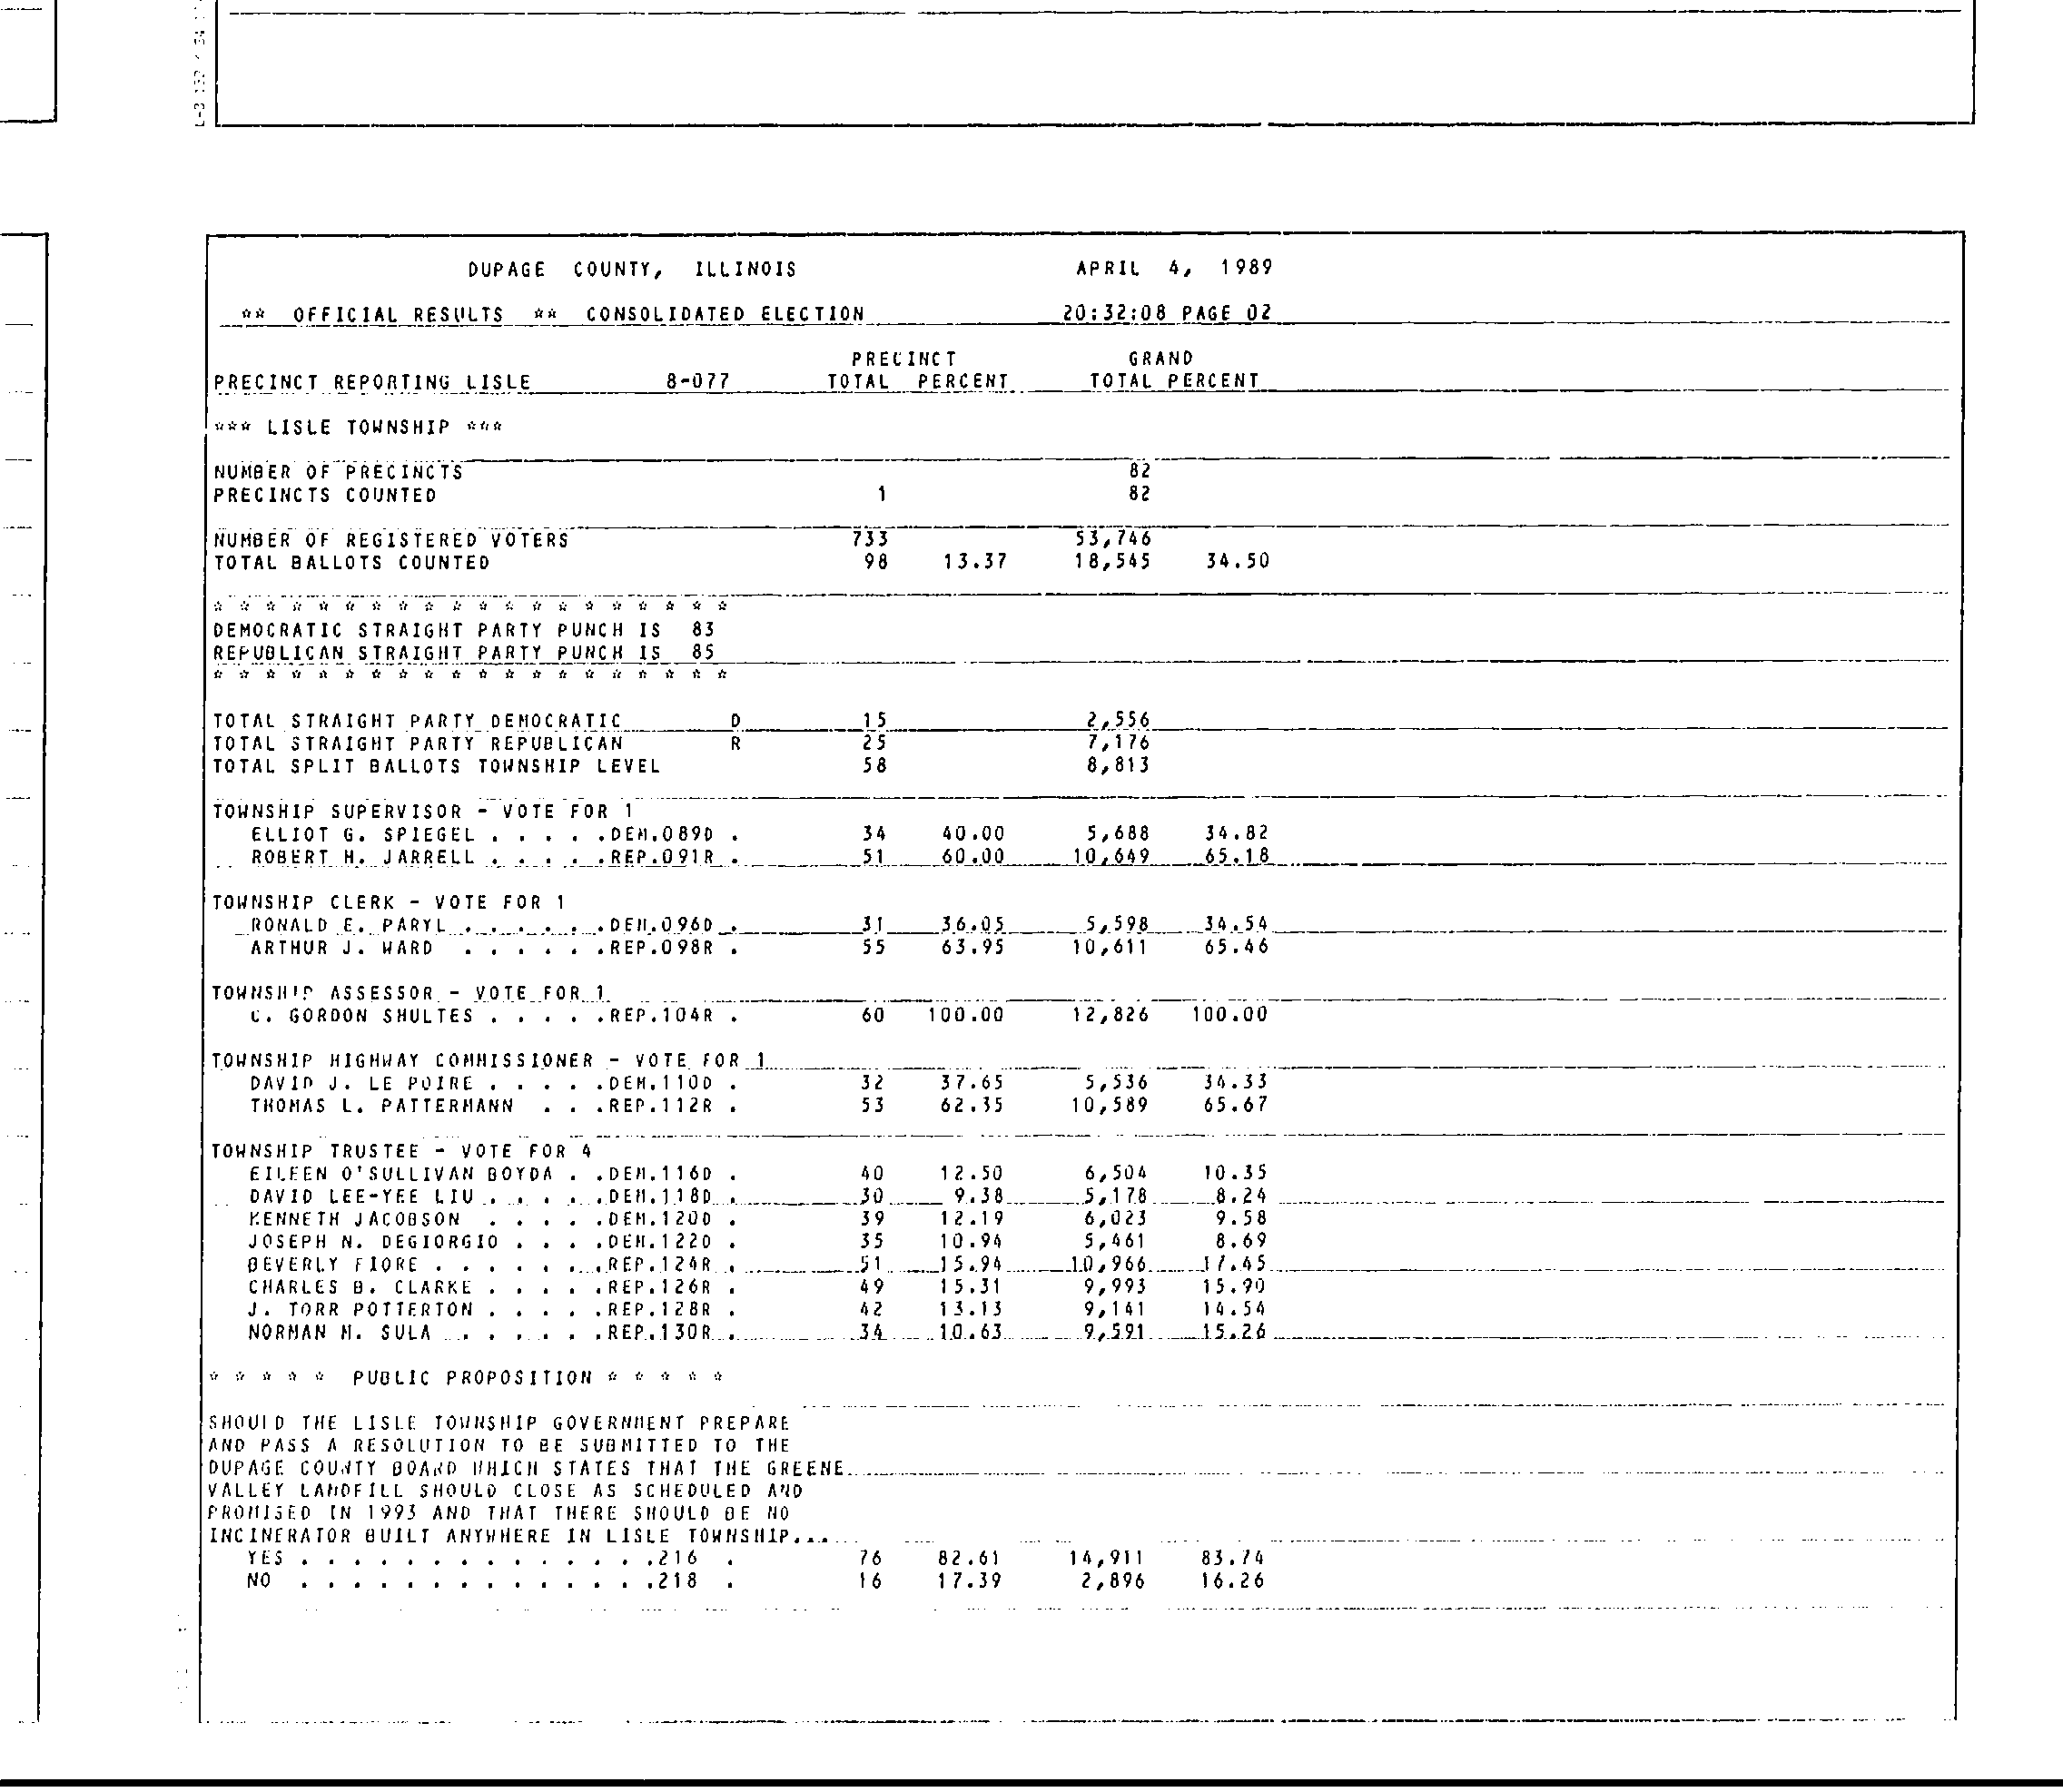 DUPAGE COUNTY, ILLINOIS APRIL 4, 1989
** OFFICIAL RESULTS ** CONSOLIDATED ELECTION 20:32:08 PAGE 02
PRECINCT GRAND
PRECINCT REPORTING LISLE 8-077 TOTAL PERCENT TOTAL PERCENT
*** LISLE TOWNSHIP ***
NUMBER OF PRECINCTS 82
PRECINCTS COUNTED 1 82
NUMBER OF REGISTERED VOTERS 733 53,746
TOTAL BALLOTS COUNTED 98 13.37 18,545 34.50
* * * * * * * * * * * * * * * * * * * *
DEMOCRATIC STRAIGHT PARTY PUNCH IS 83
REPUBLICAN STRAIGHT PARTY PUNCH IS 85
* * * * * * * * * * * * * * * * * * * *
TOTAL STRAIGHT PARTY DEMOCRATIC D 15 2,556
TOTAL STRAIGHT PARTY REPUBLICAN R 25 7,176
TOTAL SPLIT BALLOTS TOWNSHIP LEVEL 58 8,813
TOWNSHIP SUPERVISOR - VOTE FOR 1
ELLIOT G. SPIEGEL . . . . .DEM.089D . 34 40.00 5,688 34.82
ROBERT H. JARRELL . . . . .REP.091R . 51 60.00 10,649 65.18
TOWNSHIP CLERK - VOTE FOR 1
RONALD E. PARYL . . . . . .DEM.096D . 31 36.05 5,598 34.54
ARTHUR J. WARD . . . . . .REP.098R . 55 63.95 10,611 65.46
TOWNSHIP ASSESSOR - VOTE FOR 1
C. GORDON SHULTES . . . . .REP.104R . 60 100.00 12,826 100.00
TOWNSHIP HIGHWAY COMMISSIONER - VOTE FOR 1
DAVID J. LE POIRE . . . . .DEM.110D . 32 37.65 5,536 34.33
THOMAS L. PATTERMANN . . .REP.112R . 53 62.35 10,589 65.67
TOWNSHIP TRUSTEE - VOTE FOR 4
EILEEN O'SULLIVAN BOYDA . .DEM.116D . 40 12.50 6,504 10.35
DAVID LEE-YEE LIU . . . . .DEM.118D . 30 9.38 5,178 8.24
KENNETH JACOBSON . . . . .DEM.120D . 39 12.19 6,023 9.58
JOSEPH N. DEGIORGIO . . . .DEM.122D . 35 10.94 5,461 8.69
BEVERLY FIORE . . . . . . .REP.124R . 51 15.94 10,966 17.45
CHARLES B. CLARKE . . . . .REP.126R . 49 15.31 9,993 15.90
J. TORR POTTERTON . . . . .REP.128R . 42 13.13 9,141 14.54
NORMAN M. SULA . . . . . .REP.130R . 34 10.63 9,591 15.26
* * * * * PUBLIC PROPOSITION * * * * *
SHOULD THE LISLE TOWNSHIP GOVERNMENT PREPARE
AND PASS A RESOLUTION TO BE SUBMITTED TO THE
DUPAGE COUNTY BOARD WHICH STATES THAT THE GREENE
VALLEY LANDFILL SHOULD CLOSE AS SCHEDULED AND
PROMISED IN 1993 AND THAT THERE SHOULD BE NO
INCINERATOR BUILT ANYWHERE IN LISLE TOWNSHIP...
YES . . . . . . . . . . . . . .216 . 76 82.61 14,911 83.74
NO . . . . . . . . . . . . . .218 . 16 17.39 2,896 16.26